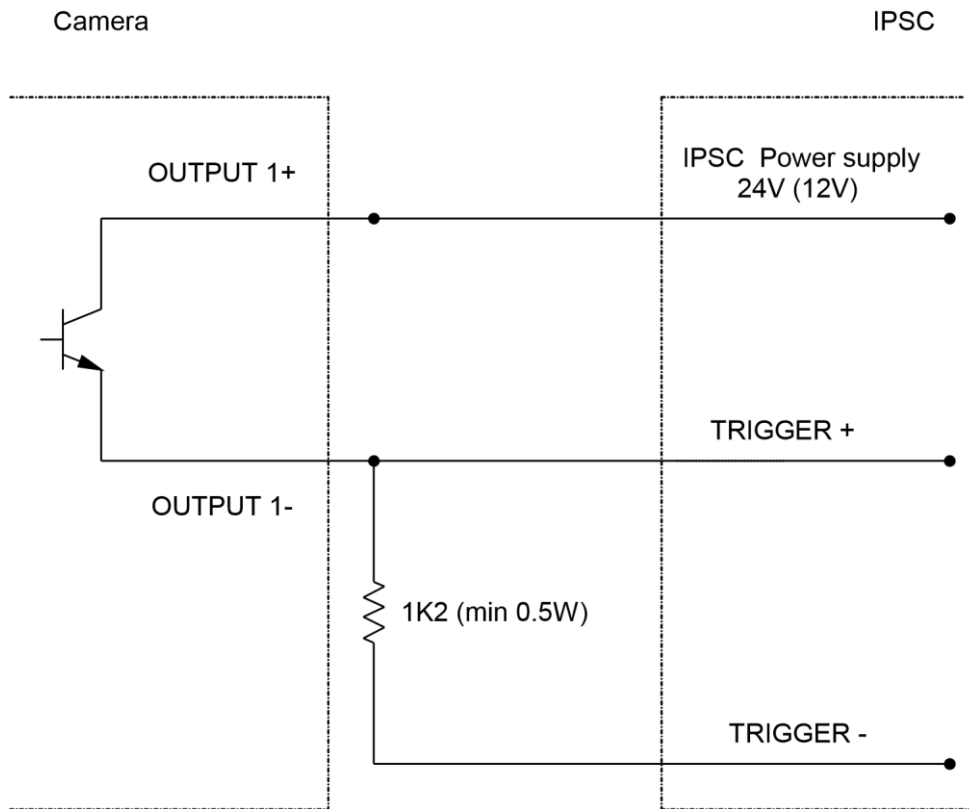 Camera
IPSC
OUTPUT 1+
IPSC Power supply
24V (12V)
TRIGGER +
OUTPUT 1-
1K2 (min 0.5W)
TRIGGER -